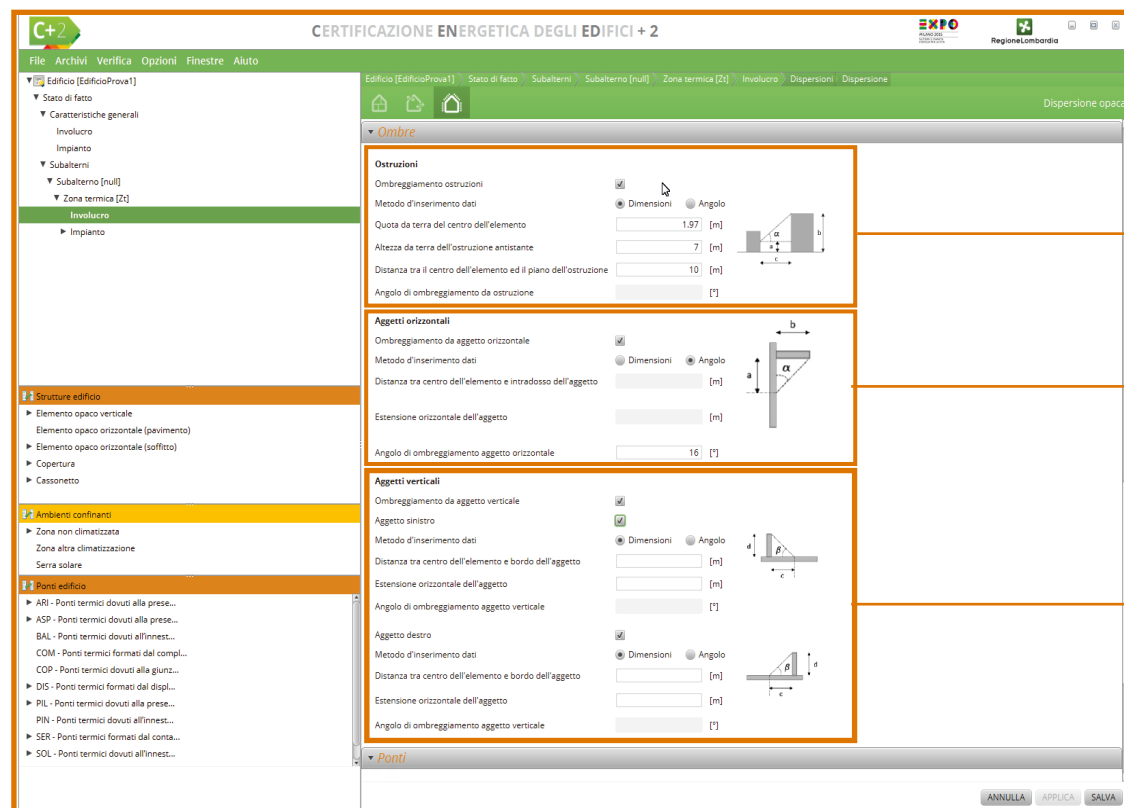 C+2
CERTIFICAZIONE ENERGETICA DEGLI EDIFICI + 2
EXPO
MILANO 2015
RegioneLombardia
File Archivi Verifica Opzioni Finestre Aiuto
Edificio [EdificioProva1]
Stato di fatto
Caratteristiche generali
Involucro
Impianto
Subalterni
Subalterno [null]
Zona termica [Zt]
Involucro
Impianto
Strutture edificio
Elemento opaco verticale
Elemento opaco orizzontale (pavimento)
Elemento opaco orizzontale (soffitto)
Copertura
Cassonetto
Ambienti confinanti
Zona non climatizzata
Zona altra climatizzazione
Serra solare
Ponti edificio
ARI - Ponti termici dovuti alla prese...
ASP - Ponti termici dovuti alla prese...
BAL - Ponti termici dovuti all'innest...
COM - Ponti termici formati dal compl...
COP - Ponti termici dovuti alla giunz...
DIS - Ponti termici formati dal displ...
PIL - Ponti termici dovuti alla prese...
PIN - Ponti termici dovuti all'innest...
SER - Ponti termici formati dal conta...
SOL - Ponti termici dovuti all'innest...
Edificio [EdificioProva1] Stato di fatto Subalterni Subalterno [null] Zona termica [Zt] Involucro Dispersioni Dispersione
Dispersione opaca
Ombre
Ostruzioni
Ombreggiamento ostruzioni
Metodo d'inserimento dati Dimensioni Angolo
Quota da terra del centro dell'elemento 1.97 [m]
Altezza da terra dell'ostruzione antistante 7 [m]
Distanza tra il centro dell'elemento ed il piano dell'ostruzione 10 [m]
Angolo di ombreggiamento da ostruzione [°]
α a b c
Aggetti orizzontali
Ombreggiamento da aggetto orizzontale
Metodo d'inserimento dati Dimensioni Angolo
Distanza tra centro dell'elemento e intradosso dell'aggetto [m]
Estensione orizzontale dell'aggetto [m]
Angolo di ombreggiamento aggetto orizzontale 16 [°]
b
a α
Aggetti verticali
Ombreggiamento da aggetto verticale
Aggetto sinistro
Metodo d'inserimento dati Dimensioni Angolo
Distanza tra centro dell'elemento e bordo dell'aggetto [m]
Estensione orizzontale dell'aggetto [m]
Angolo di ombreggiamento aggetto verticale [°]
d β
c
Aggetto destro
Metodo d'inserimento dati Dimensioni Angolo
Distanza tra centro dell'elemento e bordo dell'aggetto [m]
Estensione orizzontale dell'aggetto [m]
Angolo di ombreggiamento aggetto verticale [°]
β d
c
Ponti
ANNULLA APPLICA SALVA